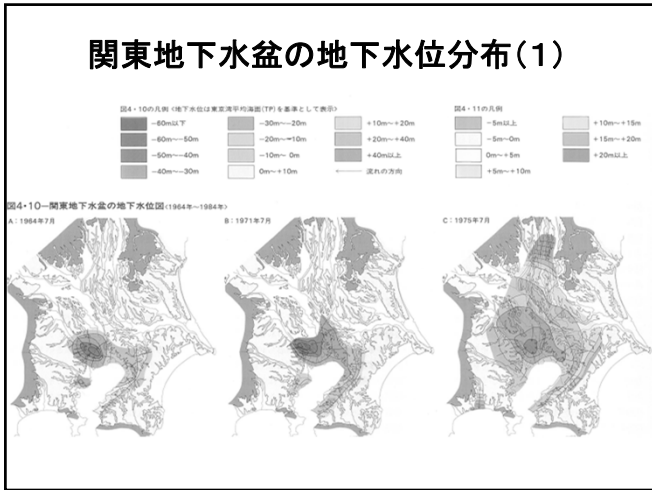 関東地下水盆の地下水位分布(1)
図4・10の凡例〈地下水位は東京湾平均海面(TP)を基準として表示〉
-60m以下
-30m~-20m
+10m~+20m
-60m~-50m
-20m~-10m
+20m~+40m
-50m~-40m
-10m~ 0m
+40m以上
-40m~-30m
0m~+10m
流れの方向
図4・11の凡例
-5m以上
+10m~+15m
-5m~0m
+15m~+20m
0m~+5m
+20m以上
+5m~+10m
図4・10-関東地下水盆の地下水位図〈1964年~1984年〉
A:1964年7月
B:1971年7月
C:1975年7月